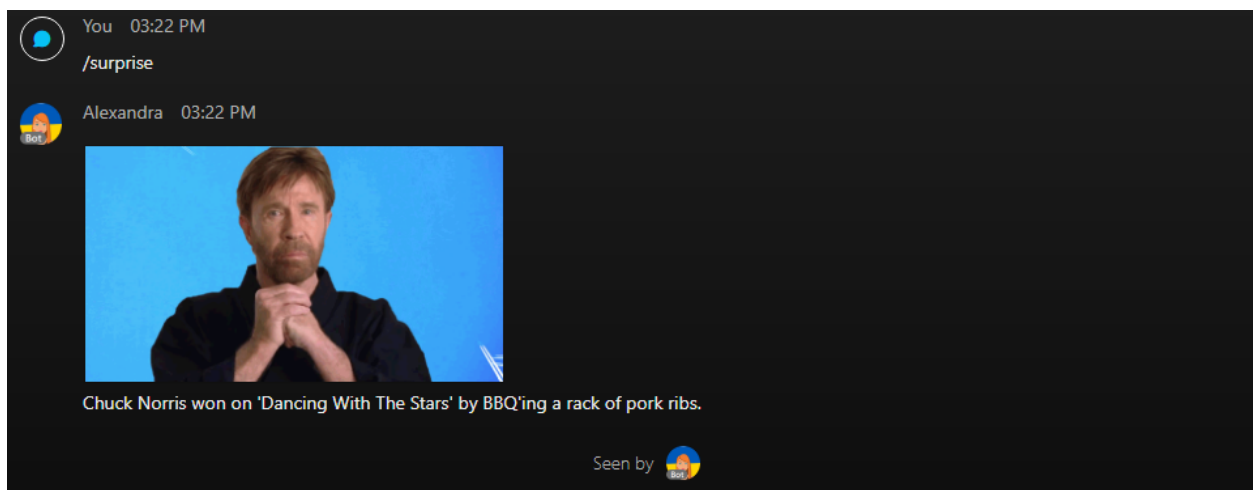 You 03:22 PM
/surprise
Alexandra 03:22 PM
Bot
Chuck Norris won on 'Dancing With The Stars' by BBQ'ing a rack of pork ribs.
Seen by
Bot